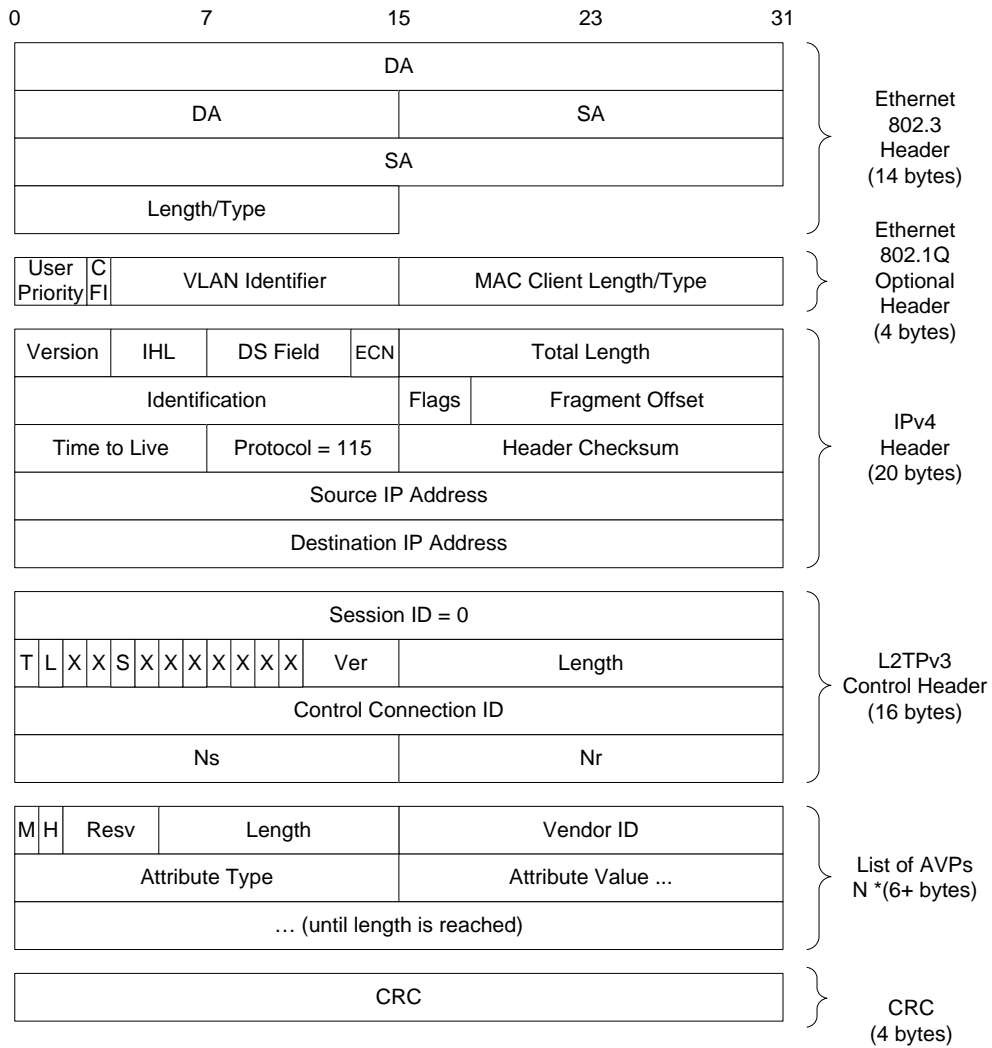 0 7 15 23 31
DA
DA SA
SA
Length/Type
Ethernet
802.3
Header
(14 bytes)
User
Priority
C
FI
VLAN Identifier MAC Client Length/Type
Ethernet
802.1Q
Optional
Header
(4 bytes)
Version IHL DS Field ECN Total Length
Identification Flags Fragment Offset
Time to Live Protocol = 115 Header Checksum
Source IP Address
Destination IP Address
IPv4
Header
(20 bytes)
Session ID = 0
T L X X S X X X X X X X Ver Length
Control Connection ID
Ns Nr
L2TPv3
Control Header
(16 bytes)
M H Resv Length Vendor ID
Attribute Type Attribute Value ...
… (until length is reached)
List of AVPs
N *(6+ bytes)
CRC
CRC
(4 bytes)